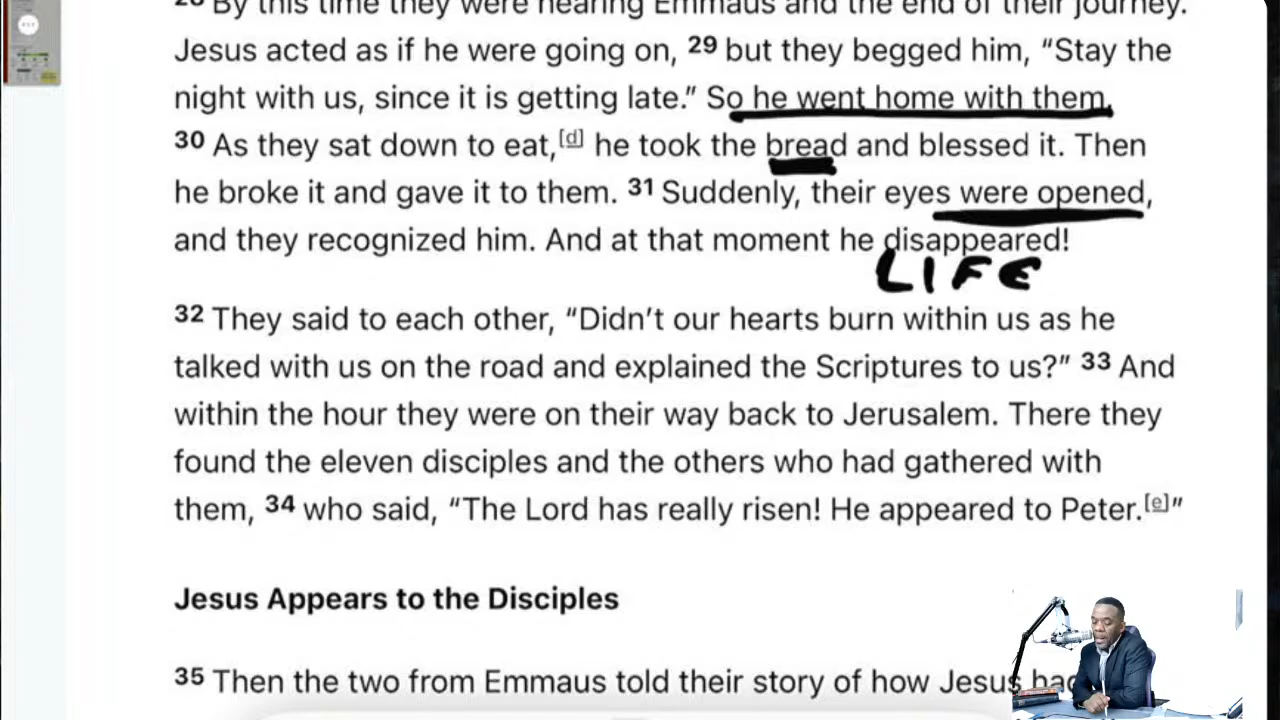 28 By this time they were nearing Emmaus and the end of their journey.
Jesus acted as if he were going on, 29 but they begged him, “Stay the
night with us, since it is getting late.” So he went home with them.
30 As they sat down to eat,[d] he took the bread and blessed it. Then
he broke it and gave it to them. 31 Suddenly, their eyes were opened,
and they recognized him. And at that moment he disappeared!
LIFE
32 They said to each other, “Didn’t our hearts burn within us as he
talked with us on the road and explained the Scriptures to us?” 33 And
within the hour they were on their way back to Jerusalem. There they
found the eleven disciples and the others who had gathered with
them, 34 who said, “The Lord has really risen! He appeared to Peter.[e]”
Jesus Appears to the Disciples
35 Then the two from Emmaus told their story of how Jesus had